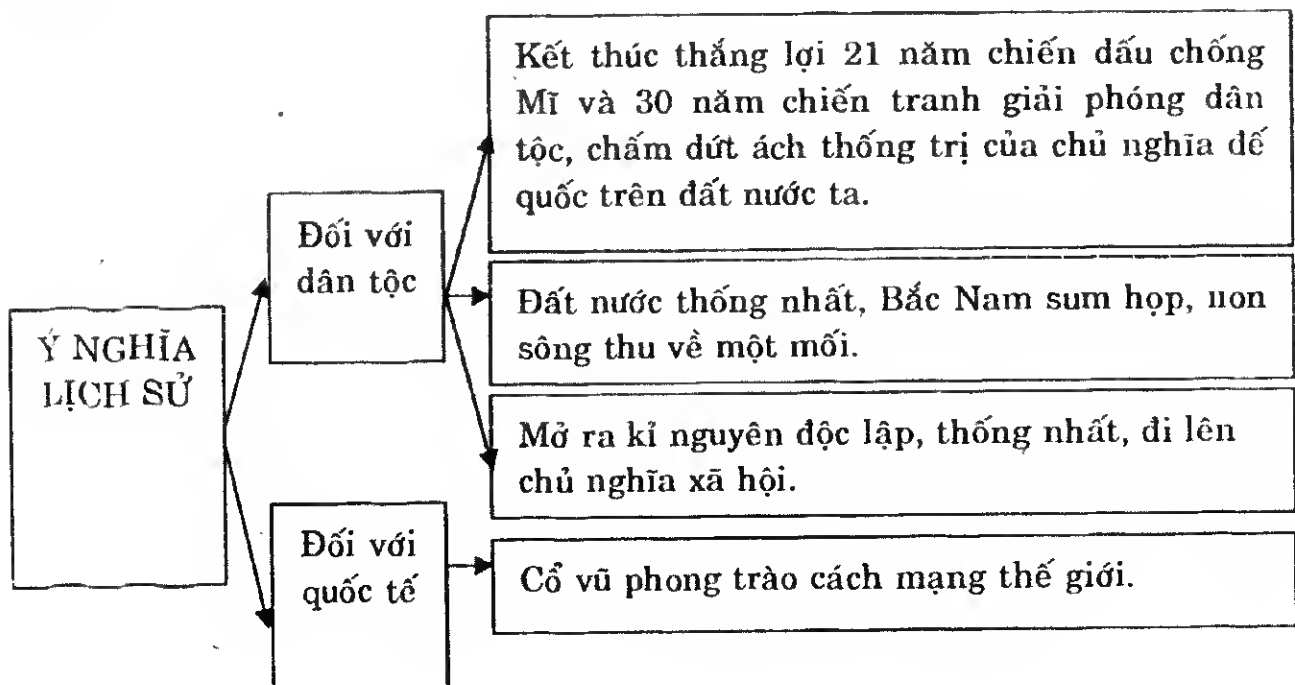 Ý NGHĨA
LỊCH SỬ
Đối với
dân tộc
Kết thúc thắng lợi 21 năm chiến dấu chống
Mĩ và 30 năm chiến tranh giải phóng dân
tộc, chấm dứt ách thống trị của chủ nghĩa dế
quốc trên đất nước ta.
Đất nước thống nhất, Bắc Nam sum họp, non
sông thu về một mối.
Mở ra kỉ nguyên độc lập, thống nhất, đi lên
chủ nghĩa xã hội.
Đối với
quốc tế
Cổ vũ phong trào cách mạng thế giới.